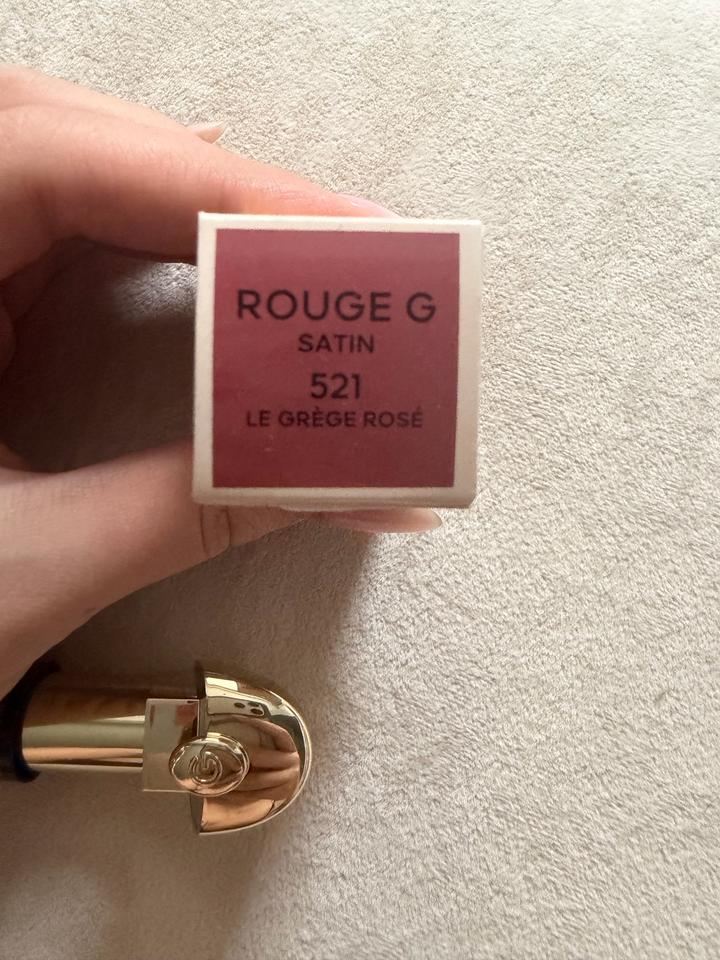 ROUGE G
SATIN
521
LE GRÈGE ROSÉ